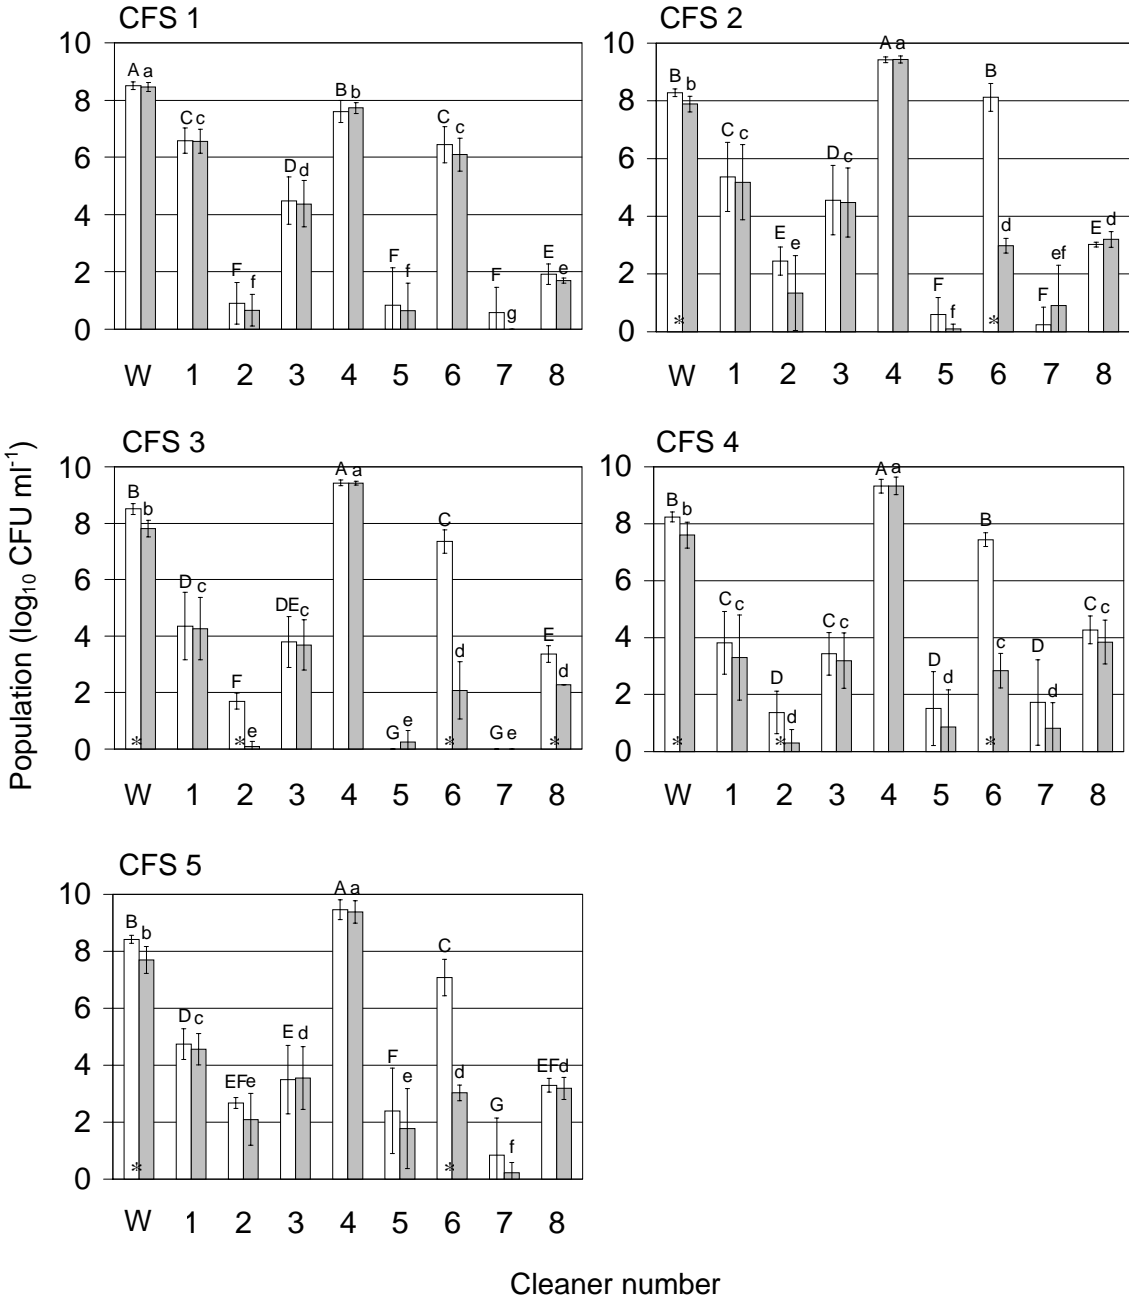 CFS 1
10
8
6
4
2
0
A a
C c
F f
D d
B b
F f
C c
F g
E e
W 1 2 3 4 5 6 7 8
CFS 2
10
8
6
4
2
0
B b
C c
E e
D c
A a
F f
B d
F ef
E d
* *
W 1 2 3 4 5 6 7 8
CFS 3
10
8
6
4
2
0
B b
D c
F e
DE c
A a
G e
C d
G e
E d
* * * *
W 1 2 3 4 5 6 7 8
CFS 4
10
8
6
4
2
0
B b
C c
D d
C c
A a
D d
B c
D d
C c
* * *
W 1 2 3 4 5 6 7 8
CFS 5
10
8
6
4
2
0
B b
D c
EF e
E d
A a
F e
C d
G f
EF d
* *
W 1 2 3 4 5 6 7 8
Population (log₁₀ CFU ml⁻¹)
Cleaner number